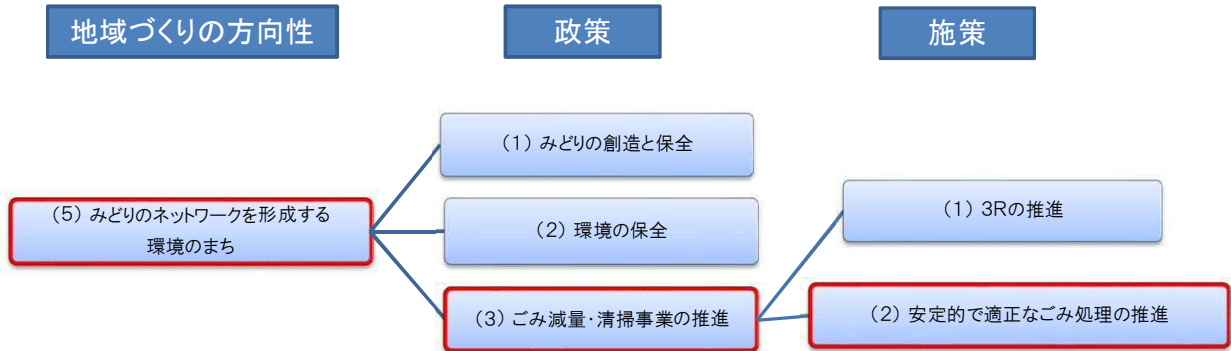 地域づくりの方向性
政策
施策
(1) みどりの創造と保全
(5) みどりのネットワークを形成する
環境のまち
(2) 環境の保全
(1) 3Rの推進
(3) ごみ減量・清掃事業の推進
(2) 安定的で適正なごみ処理の推進